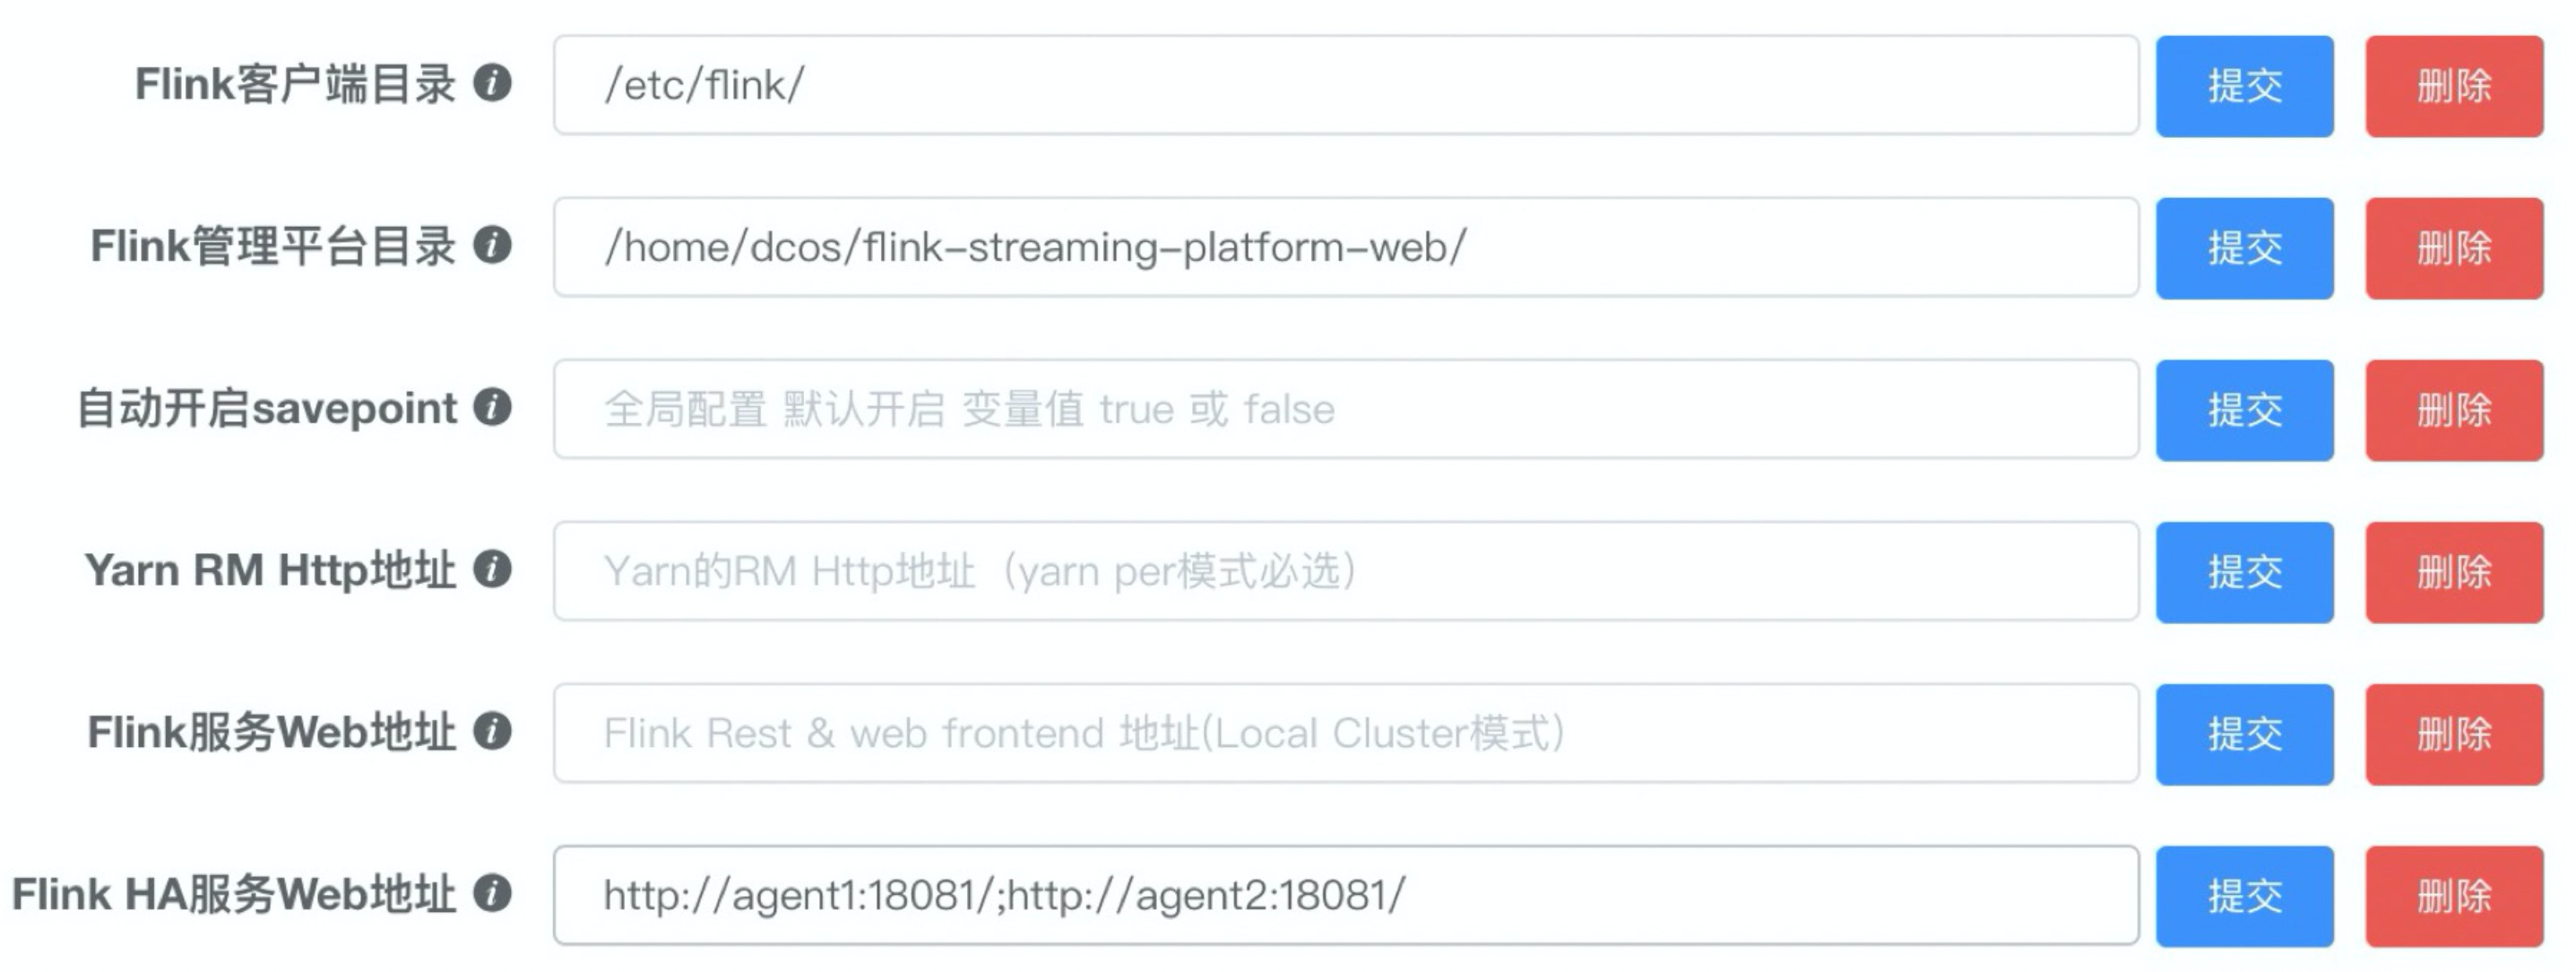 Flink客户端目录 /etc/flink/ 提交 删除
Flink管理平台目录 /home/dcos/flink-streaming-platform-web/ 提交 删除
自动开启savepoint 全局配置 默认开启 变量值 true 或 false 提交 删除
Yarn RM Http地址 Yarn的RM Http地址（yarn per模式必选） 提交 删除
Flink服务Web地址 Flink Rest & web frontend 地址(Local Cluster模式) 提交 删除
Flink HA服务Web地址 http://agent1:18081/;http://agent2:18081/ 提交 删除